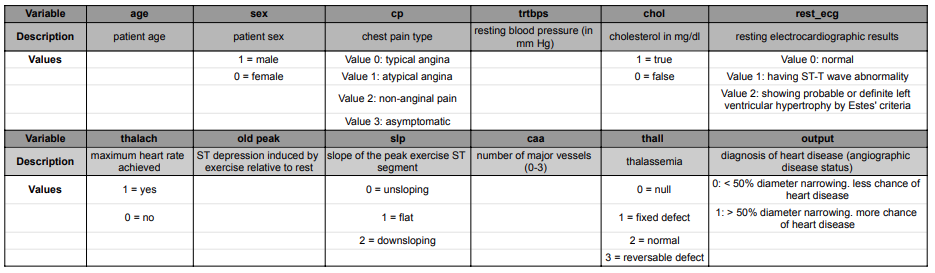 Variable age sex cp trtbps chol rest_ecg
Description patient age patient sex chest pain type resting blood pressure (in mm Hg) cholesterol in mg/dl resting electrocardiographic results
Values 1 = male Value 0: typical angina 1 = true Value 0: normal
0 = female Value 1: atypical angina 0 = false Value 1: having ST-T wave abnormality
Value 2: non-anginal pain Value 2: showing probable or definite left ventricular hypertrophy by Estes' criteria
Value 3: asymptomatic
Variable thalach old peak slp caa thall output
Description maximum heart rate achieved ST depression induced by exercise relative to rest slope of the peak exercise ST segment number of major vessels (0-3) thalassemia diagnosis of heart disease (angiographic disease status)
Values 1 = yes 0 = unsloping 0 = null 0: < 50% diameter narrowing. less chance of heart disease
0 = no 1 = flat 1 = fixed defect 1: > 50% diameter narrowing. more chance of heart disease
2 = downsloping 2 = normal
3 = reversable defect